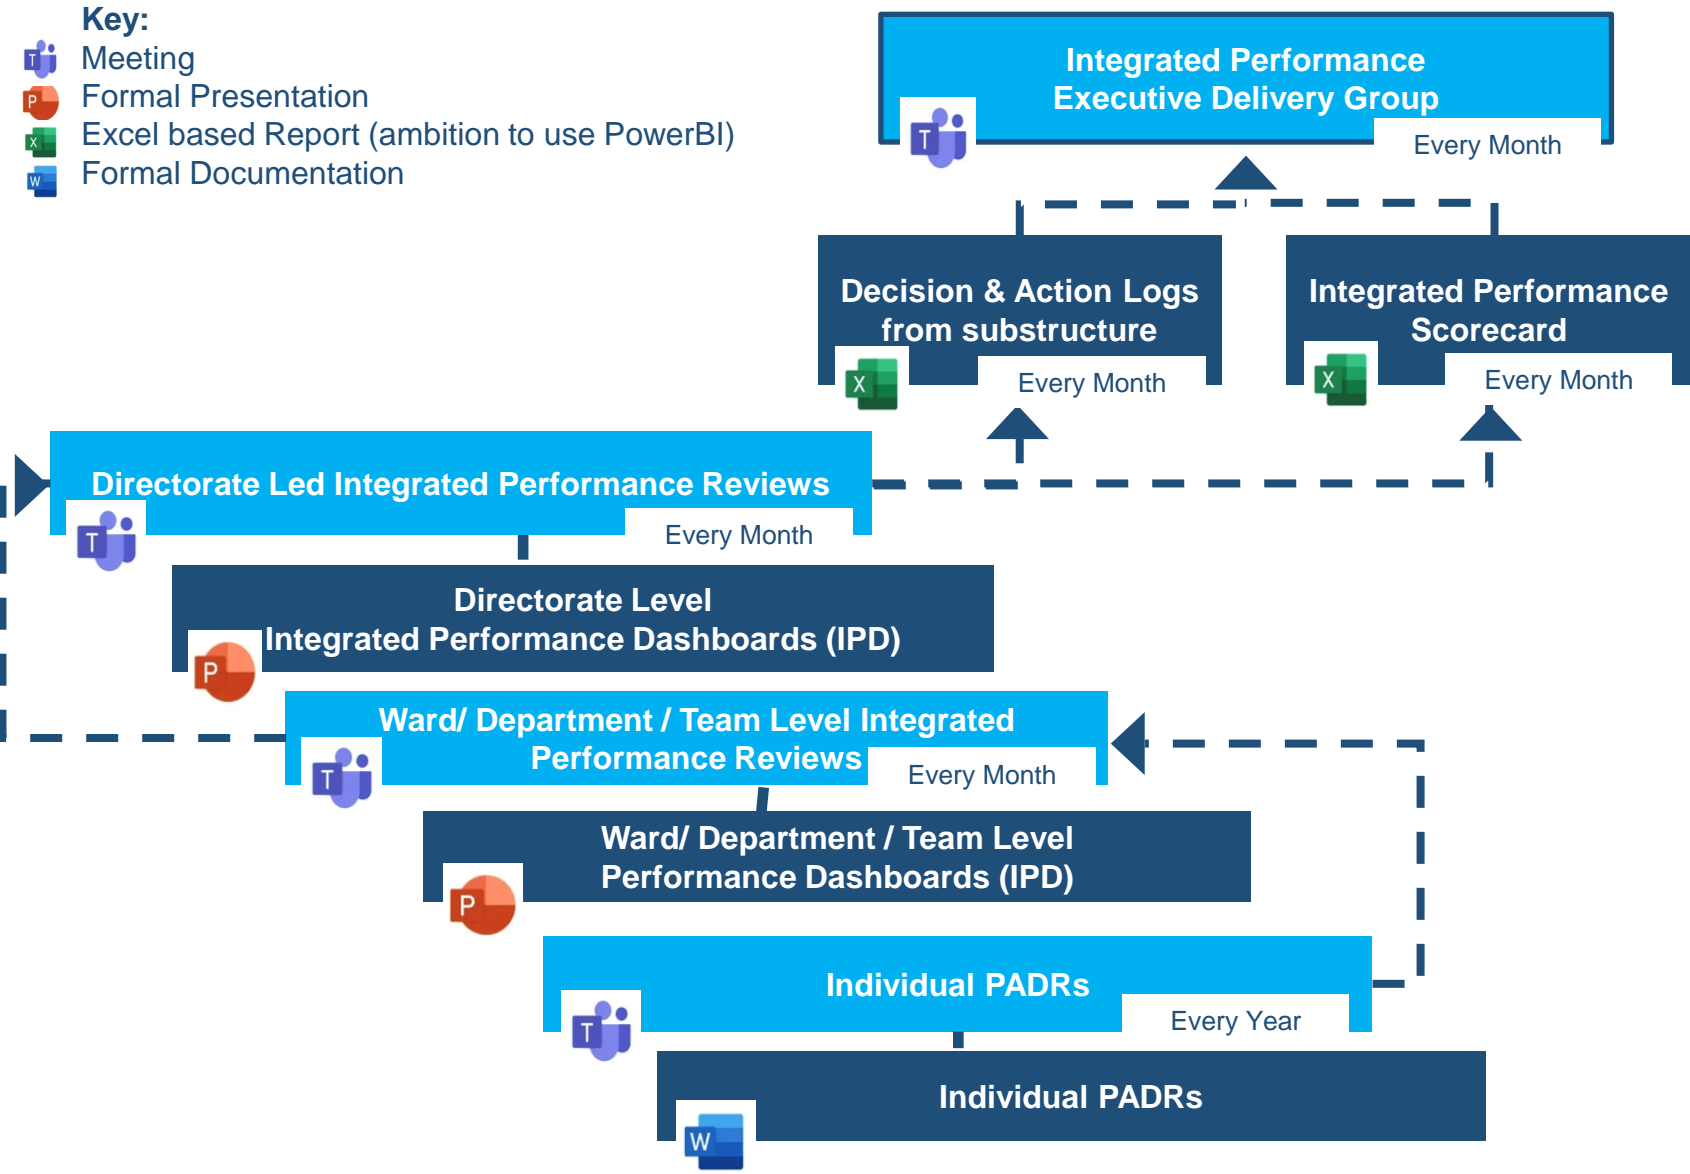 Key:
Meeting
Formal Presentation
Excel based Report (ambition to use PowerBI)
Formal Documentation
Integrated Performance
Executive Delivery Group
T
Every Month
Decision & Action Logs
from substructure
X
Every Month
Integrated Performance
Scorecard
X
Every Month
Directorate Led Integrated Performance Reviews
T
Every Month
Directorate Level
Integrated Performance Dashboards (IPD)
P
Ward/ Department / Team Level Integrated
Performance Reviews
T
Every Month
Ward/ Department / Team Level
Performance Dashboards (IPD)
P
Individual PADRs
T
Every Year
Individual PADRs
W